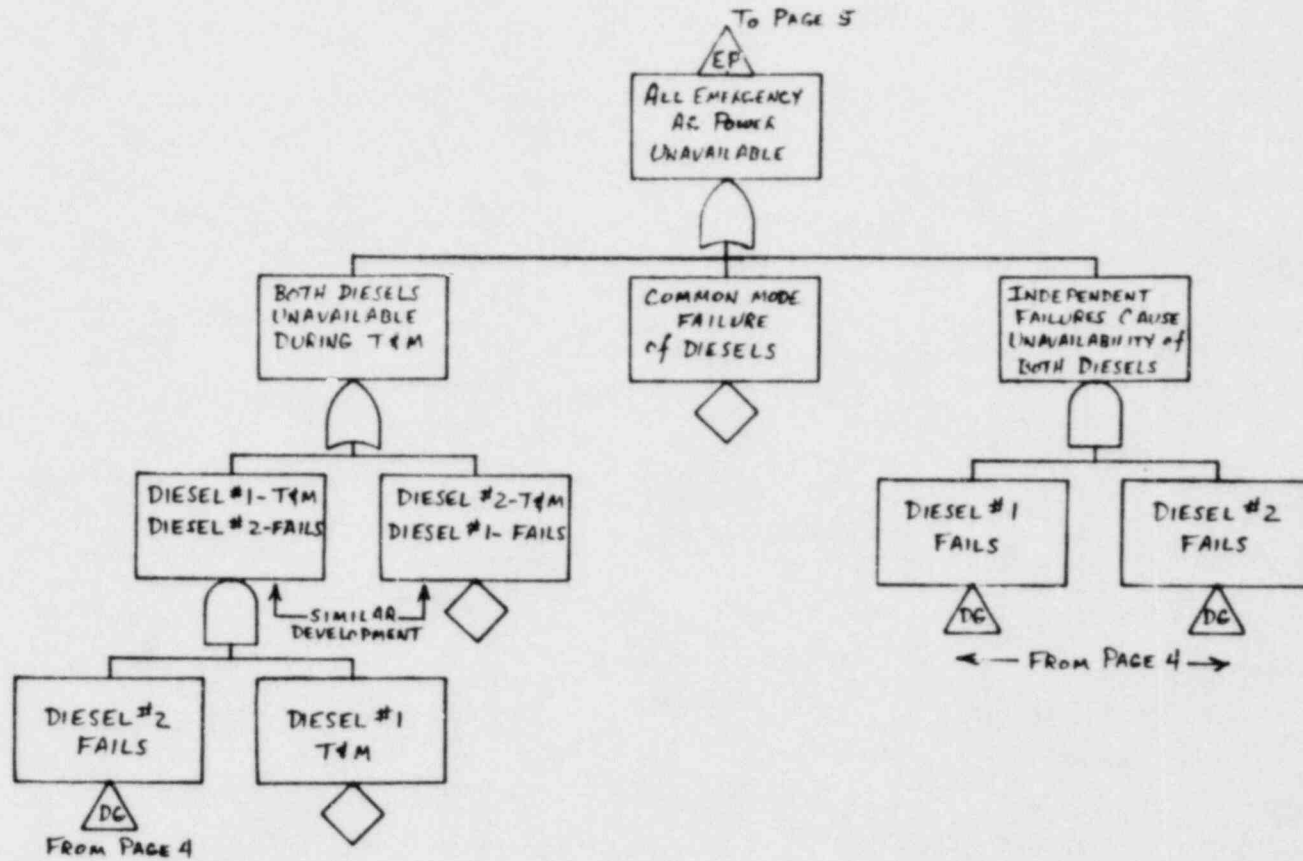 To PAGE 5
EP
ALL EMERGENCY
AC POWER
UNAVAILABLE
BOTH DIESELS
UNAVAILABLE
DURING T&M
COMMON MODE
FAILURE
of DIESELS
INDEPENDENT
FAILURES CAUSE
UNAVAILABILITY of
BOTH DIESELS
DIESEL #1-T&M
DIESEL #2-FAILS
DIESEL #2-T&M
DIESEL #1-FAILS
DIESEL #1
FAILS
DIESEL #2
FAILS
SIMILAR
DEVELOPMENT
DG
DG
FROM PAGE 4
DIESEL #2
FAILS
DIESEL #1
T&M
DG
FROM PAGE 4